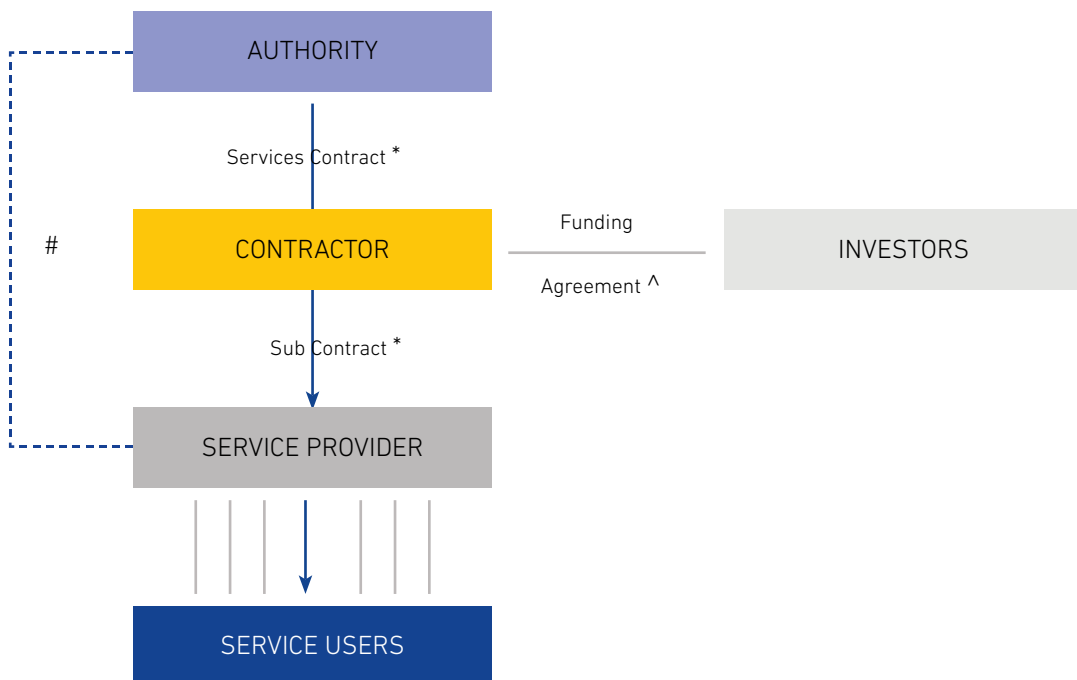 AUTHORITY
Services Contract *
Funding
#
CONTRACTOR
INVESTORS
Agreement ^
Sub Contract *
SERVICE PROVIDER
SERVICE USERS